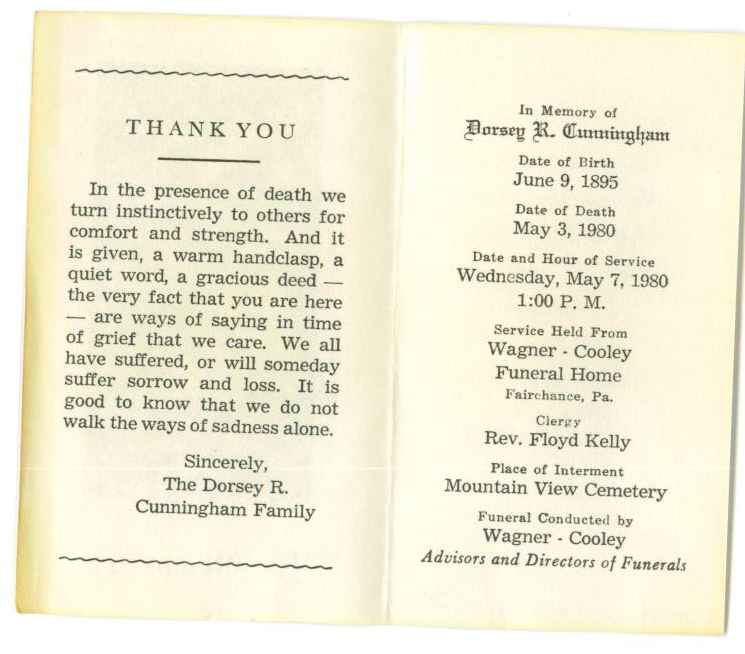 THANK YOU
In the presence of death we
turn instinctively to others for
comfort and strength. And it
is given, a warm handclasp, a
quiet word, a gracious deed —
the very fact that you are here
— are ways of saying in time
of grief that we care. We all
have suffered, or will someday
suffer sorrow and loss. It is
good to know that we do not
walk the ways of sadness alone.
Sincerely,
The Dorsey R.
Cunningham Family
In Memory of
Dorsey R. Cunningham
Date of Birth
June 9, 1895
Date of Death
May 3, 1980
Date and Hour of Service
Wednesday, May 7, 1980
1:00 P. M.
Service Held From
Wagner - Cooley
Funeral Home
Fairchance, Pa.
Clergy
Rev. Floyd Kelly
Place of Interment
Mountain View Cemetery
Funeral Conducted by
Wagner - Cooley
Advisors and Directors of Funerals